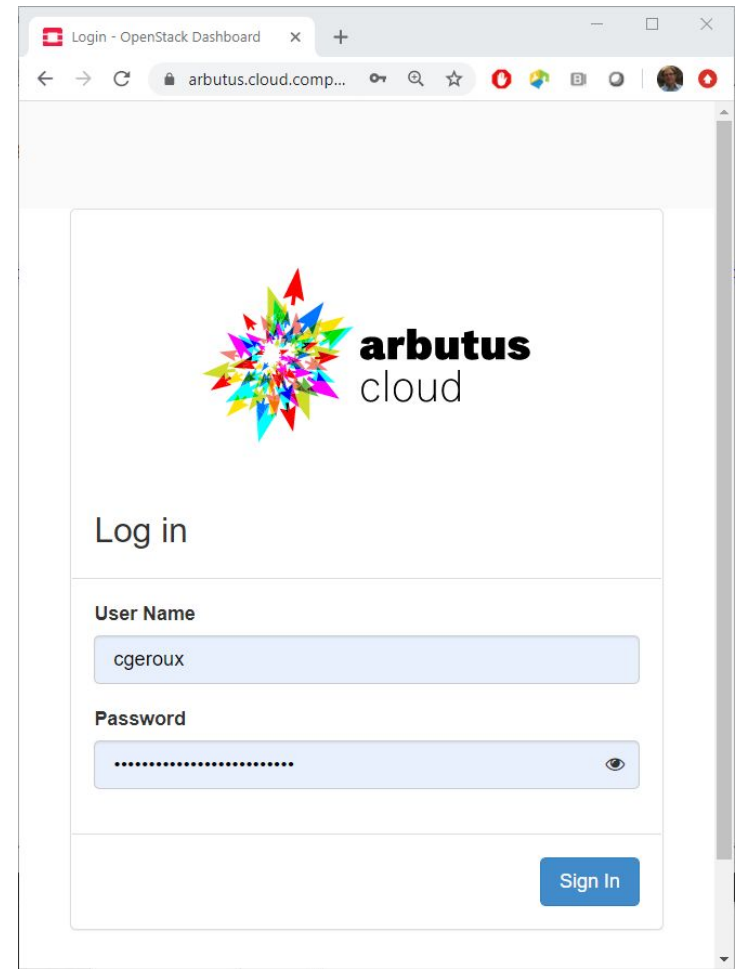 Login - OpenStack Dashboard
arbutus.cloud.comp...
arbutus
cloud
Log in
User Name
cgeroux
Password
••••••••••••••••••••••••••
Sign In